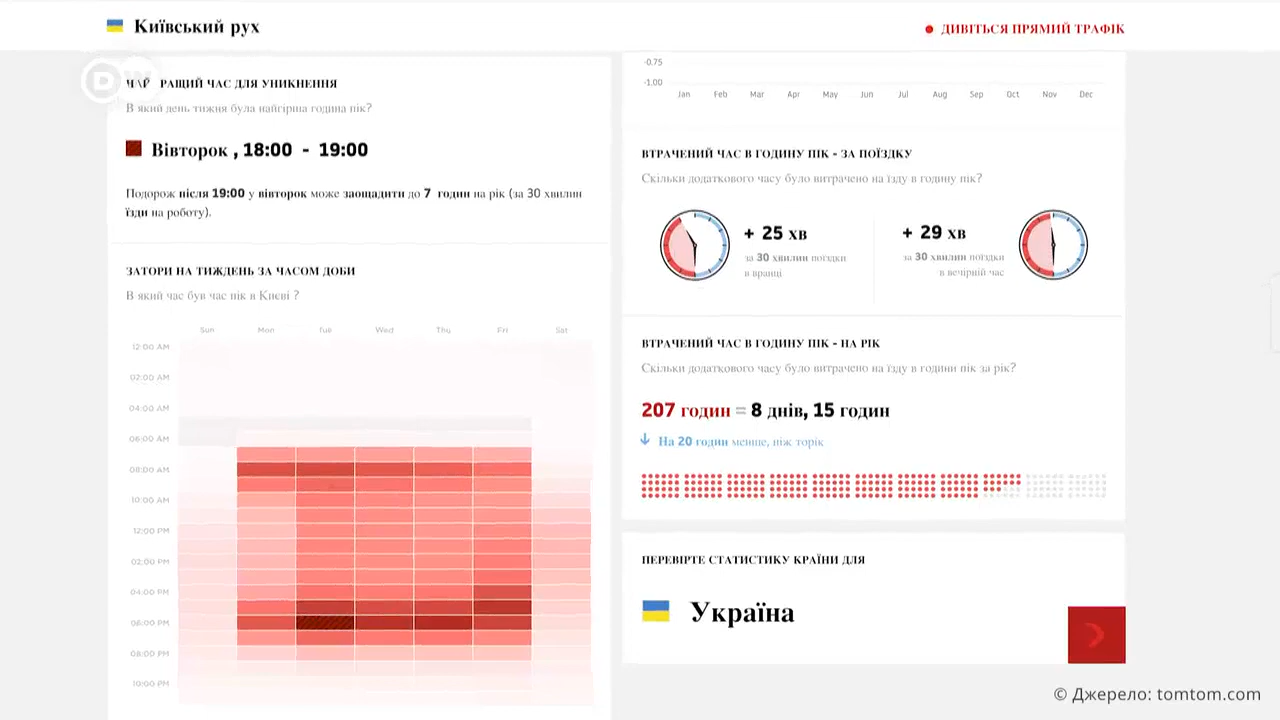 Київський рух
ДИВІТЬСЯ ПРЯМИЙ ТРАФІК
РАЩИЙ ЧАС ДЛЯ УНИКНЕННЯ
В який день тижня була найгірша година пік?
Вівторок , 18:00 - 19:00
Подорож після 19:00 у вівторок може заощадити до 7 годин на рік (за 30 хвилин
їзди на роботу).
ЗАТОРИ НА ТИЖДЕНЬ ЗА ЧАСОМ ДОБИ
В який час був час пік в Києві ?
Sun Mon Tue Wed Thu Fri Sat
12:00 AM
02:00 AM
04:00 AM
06:00 AM
08:00 AM
10:00 AM
12:00 PM
02:00 PM
04:00 PM
06:00 PM
08:00 PM
10:00 PM
-0.75
-1.00
Jan Feb Mar Apr May Jun Jul Aug Sep Oct Nov Dec
ВТРАЧЕНИЙ ЧАС В ГОДИНУ ПІК - ЗА ПОЇЗДКУ
Скільки додаткового часу було витрачено на їзду в годину пік?
+ 25 хв
за 30 хвилин поїздки
в вранці
+ 29 хв
за 30 хвилин поїздки
в вечірній час
ВТРАЧЕНИЙ ЧАС В ГОДИНУ ПІК - НА РІК
Скільки додаткового часу було витрачено на їзду в години пік за рік?
207 годин = 8 днів, 15 годин
На 20 годин менше, ніж торік
ПЕРЕВІРТЕ СТАТИСТИКУ КРАЇНИ ДЛЯ
Україна
© Джерело: tomtom.com